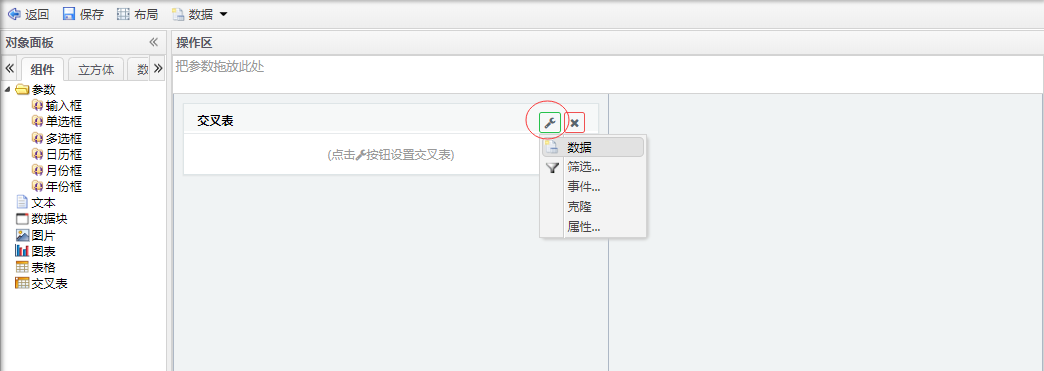 返回 保存 布局 数据
对象面板
操作区
组件 立方体 数
把参数拖放此处
参数
输入框
单选框
多选框
日历框
月份框
年份框
文本
数据块
图片
图表
表格
交叉表
交叉表
(点击按钮设置交叉表)
数据
筛选...
事件...
克隆
属性...